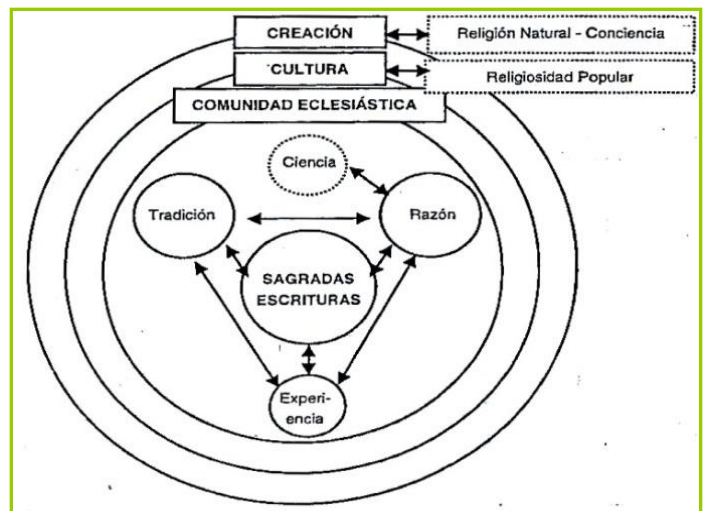 CREACIÓN
Religión Natural - Conciencia
CULTURA
Religiosidad Popular
COMUNIDAD ECLESIÁSTICA
Ciencia
Tradición
Razón
SAGRADAS
ESCRITURAS
Experi-
encia